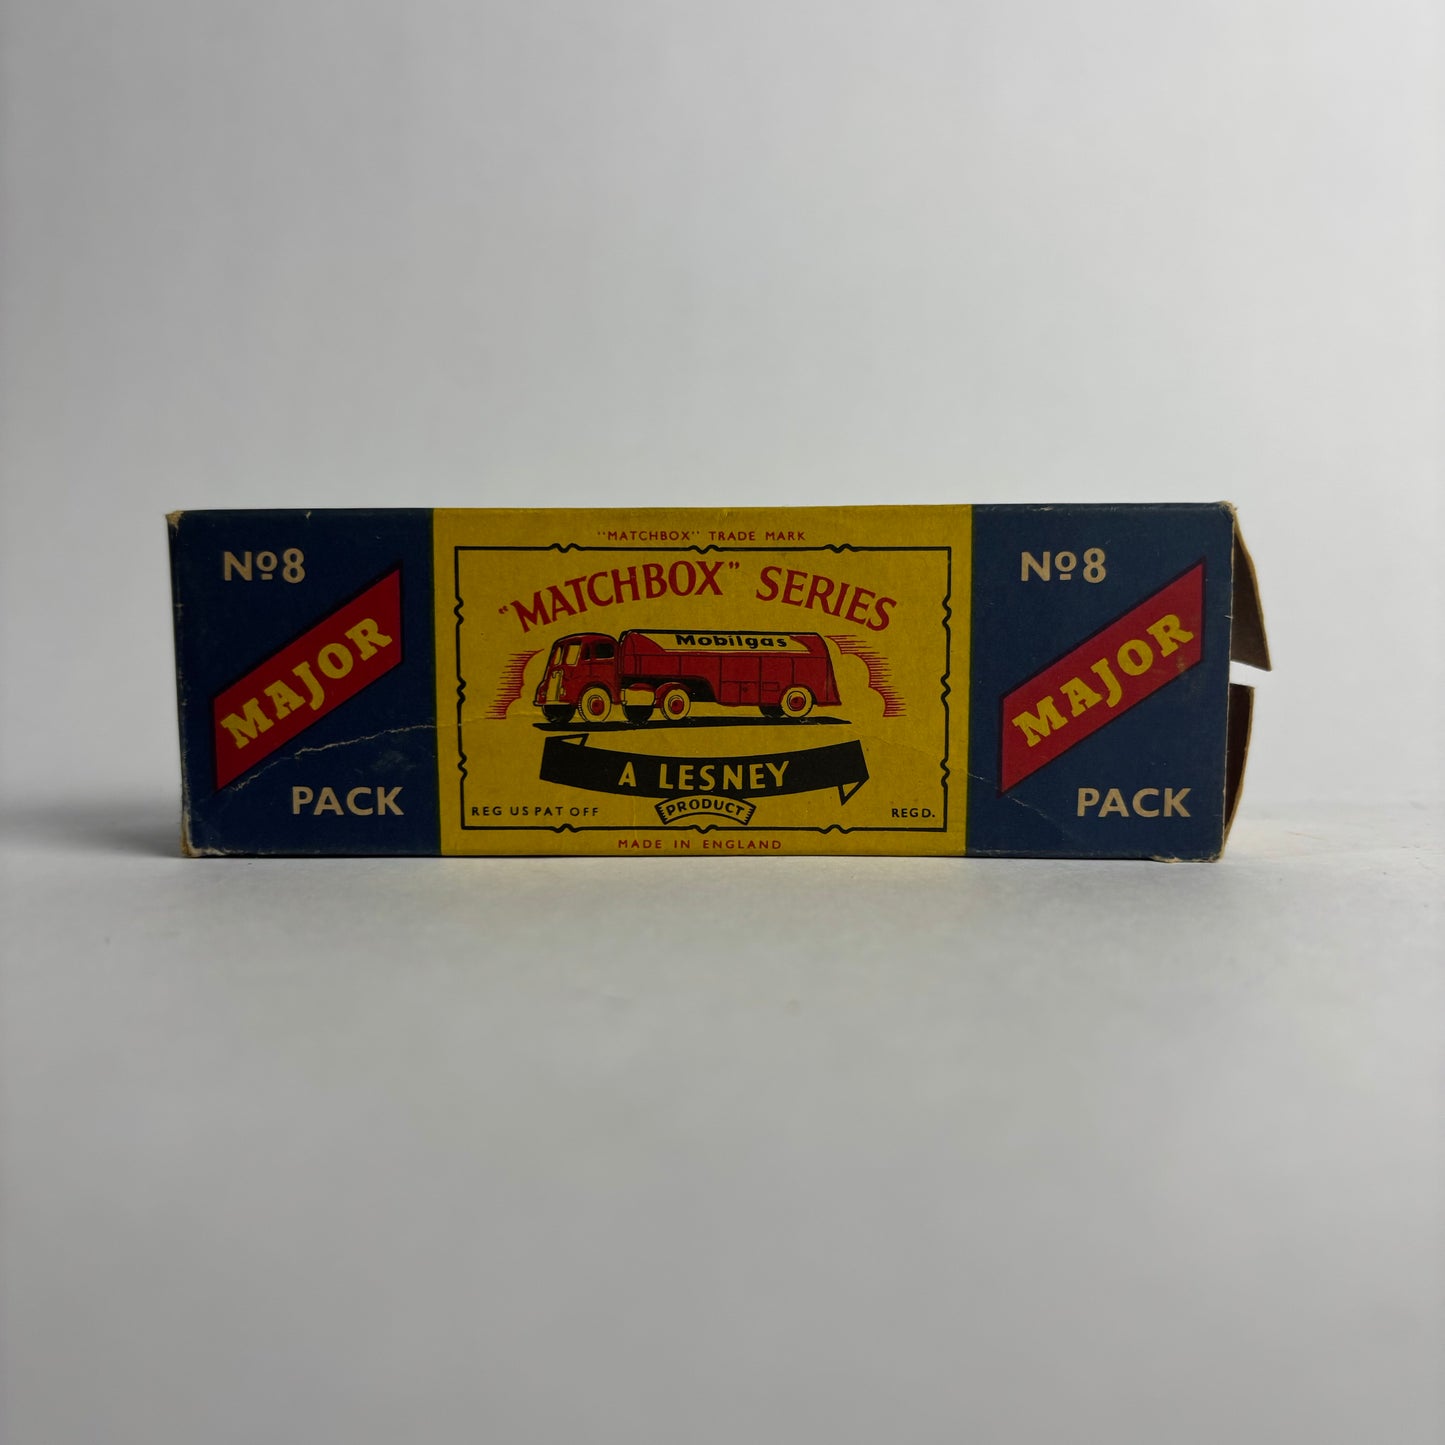 No8
MAJOR
PACK
"MATCHBOX" TRADE MARK
"MATCHBOX" SERIES
Mobilgas
A LESNEY
PRODUCT
REG US PAT OFF
REGD.
MADE IN ENGLAND
No8
MAJOR
PACK